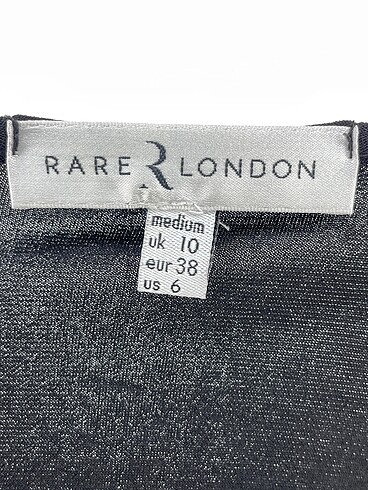 RARE R LONDON
medium
uk 10
eur 38
us 6